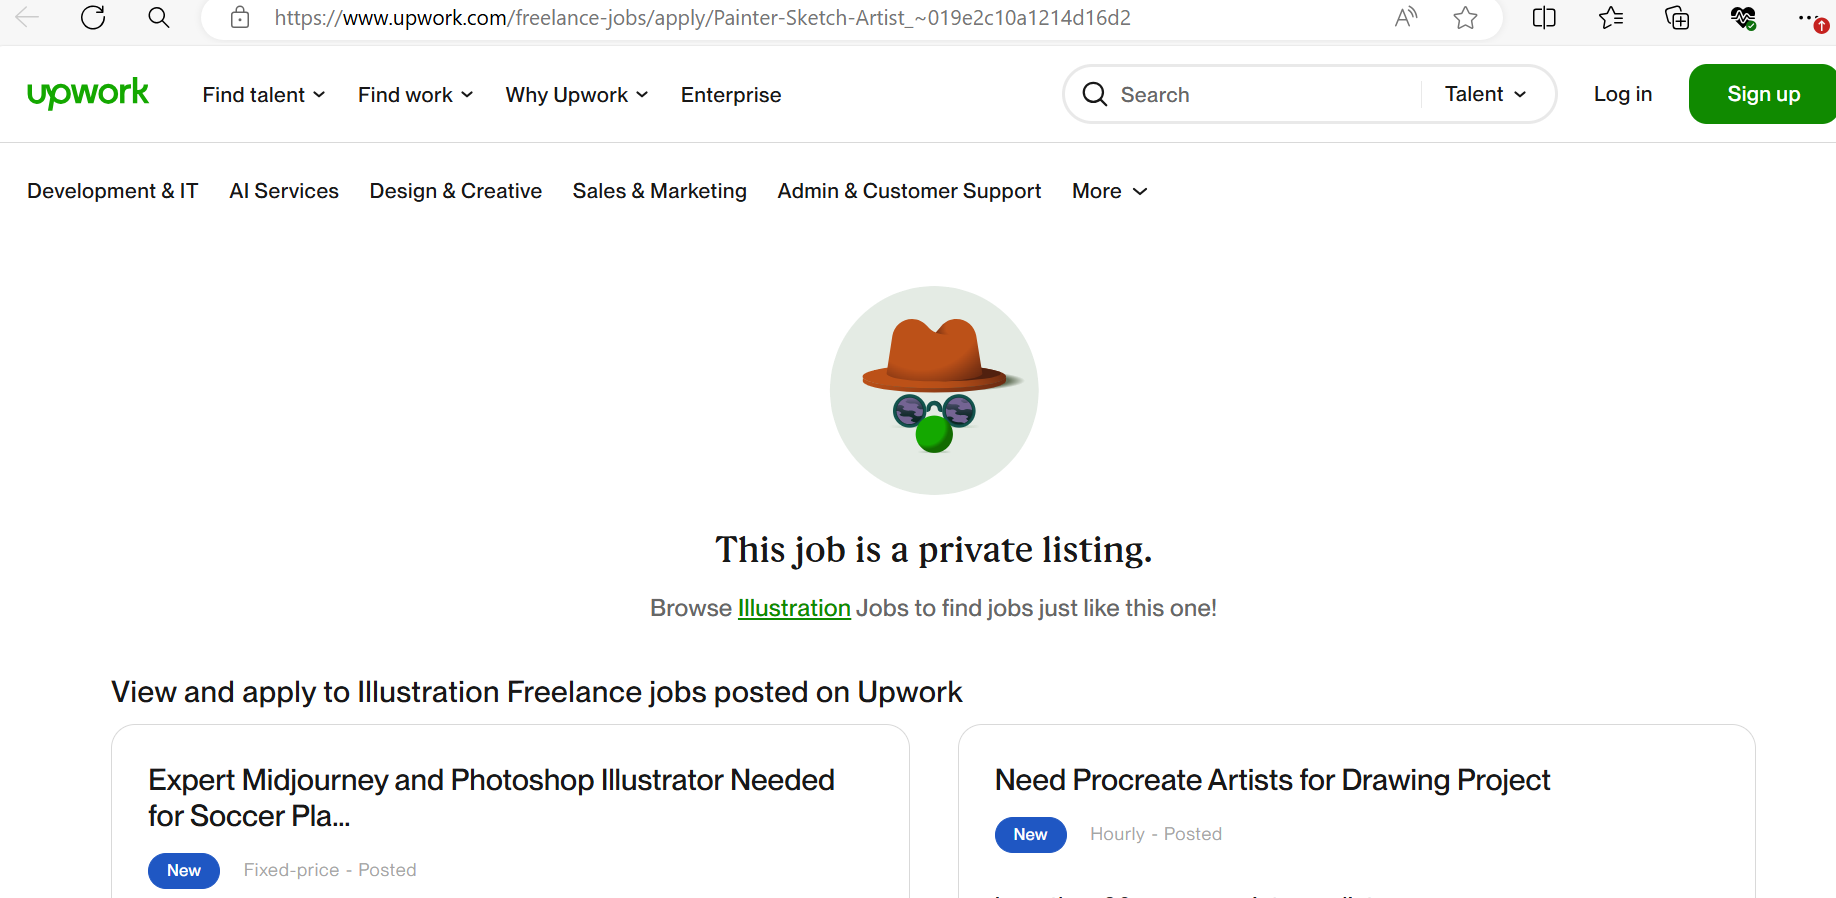 https://www.upwork.com/freelance-jobs/apply/Painter-Sketch-Artist_~019e2c10a1214d16d2
upwork
Find talent
Find work
Why Upwork
Enterprise
Search
Talent
Log in
Sign up
Development & IT
AI Services
Design & Creative
Sales & Marketing
Admin & Customer Support
More
This job is a private listing.
Browse Illustration Jobs to find jobs just like this one!
View and apply to Illustration Freelance jobs posted on Upwork
Expert Midjourney and Photoshop Illustrator Needed
for Soccer Pla...
New
Fixed-price - Posted
Need Procreate Artists for Drawing Project
New
Hourly - Posted